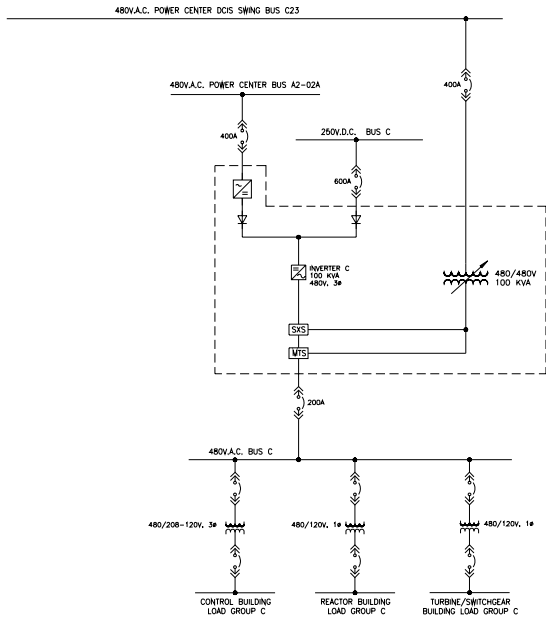 480V.A.C. POWER CENTER DCIS SWING BUS C23
480V.A.C. POWER CENTER BUS A2-02A
400A
400A
250V.D.C. BUS C
600A
INVERTER C
100 KVA
480V, 3ø
480/480V
100 KVA
SXS
MTS
200A
480V.A.C. BUS C
480/208-120V, 3ø
480/120V, 1ø
480/120V, 1ø
CONTROL BUILDING
LOAD GROUP C
REACTOR BUILDING
LOAD GROUP C
TURBINE/SWITCHGEAR
BUILDING LOAD GROUP C